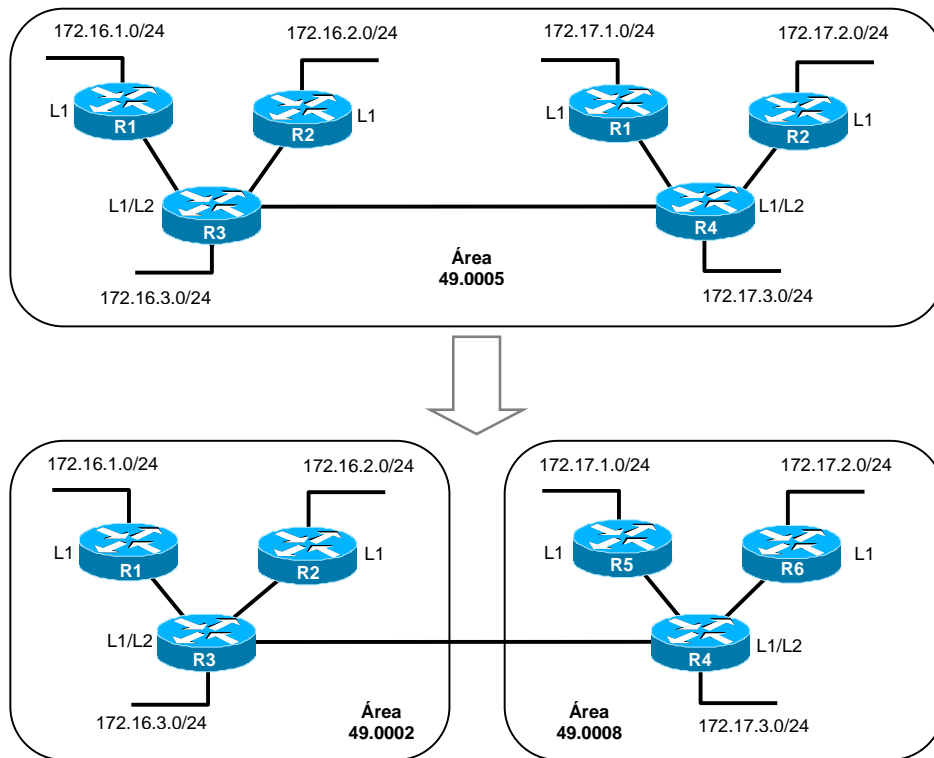 172.16.1.0/24
172.16.2.0/24
172.17.1.0/24
172.17.2.0/24
L1
R1
R2
L1
L1
R1
R2
L1
L1/L2
R3
R4
L1/L2
Área
49.0005
172.16.3.0/24
172.17.3.0/24
172.16.1.0/24
172.16.2.0/24
172.17.1.0/24
172.17.2.0/24
L1
R1
R2
L1
L1
R5
R6
L1
L1/L2
R3
R4
L1/L2
172.16.3.0/24
Área
49.0002
Área
49.0008
172.17.3.0/24